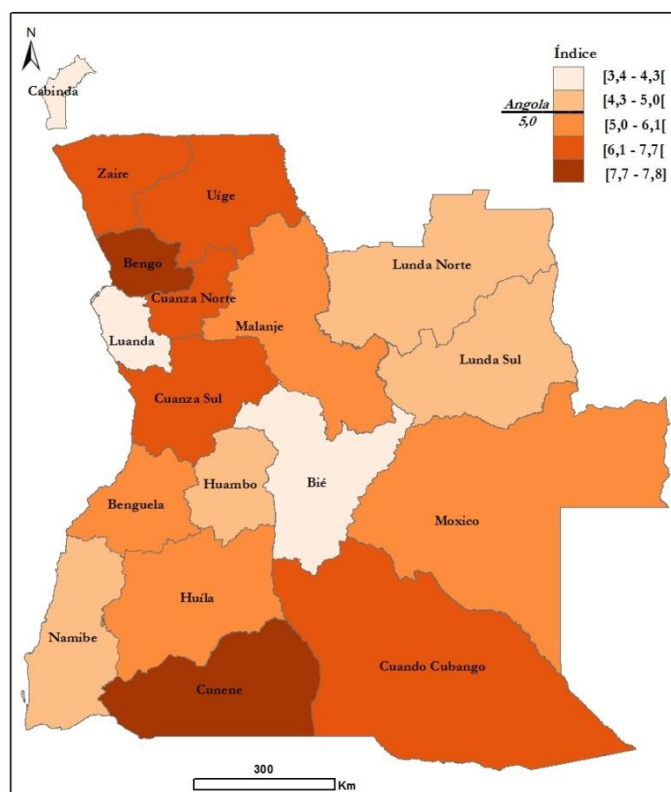 N
Índice
[3,4 - 4,3[
[4,3 - 5,0[
[5,0 - 6,1[
[6,1 - 7,7[
[7,7 - 7,8]
Angola
5,0
Cabinda
Zaire
Uíge
Bengo
Cuanza Norte
Luanda
Malanje
Lunda Norte
Lunda Sul
Cuanza Sul
Huambo
Bié
Benguela
Moxico
Huíla
Namibe
Cuando Cubango
Cunene
300
Km